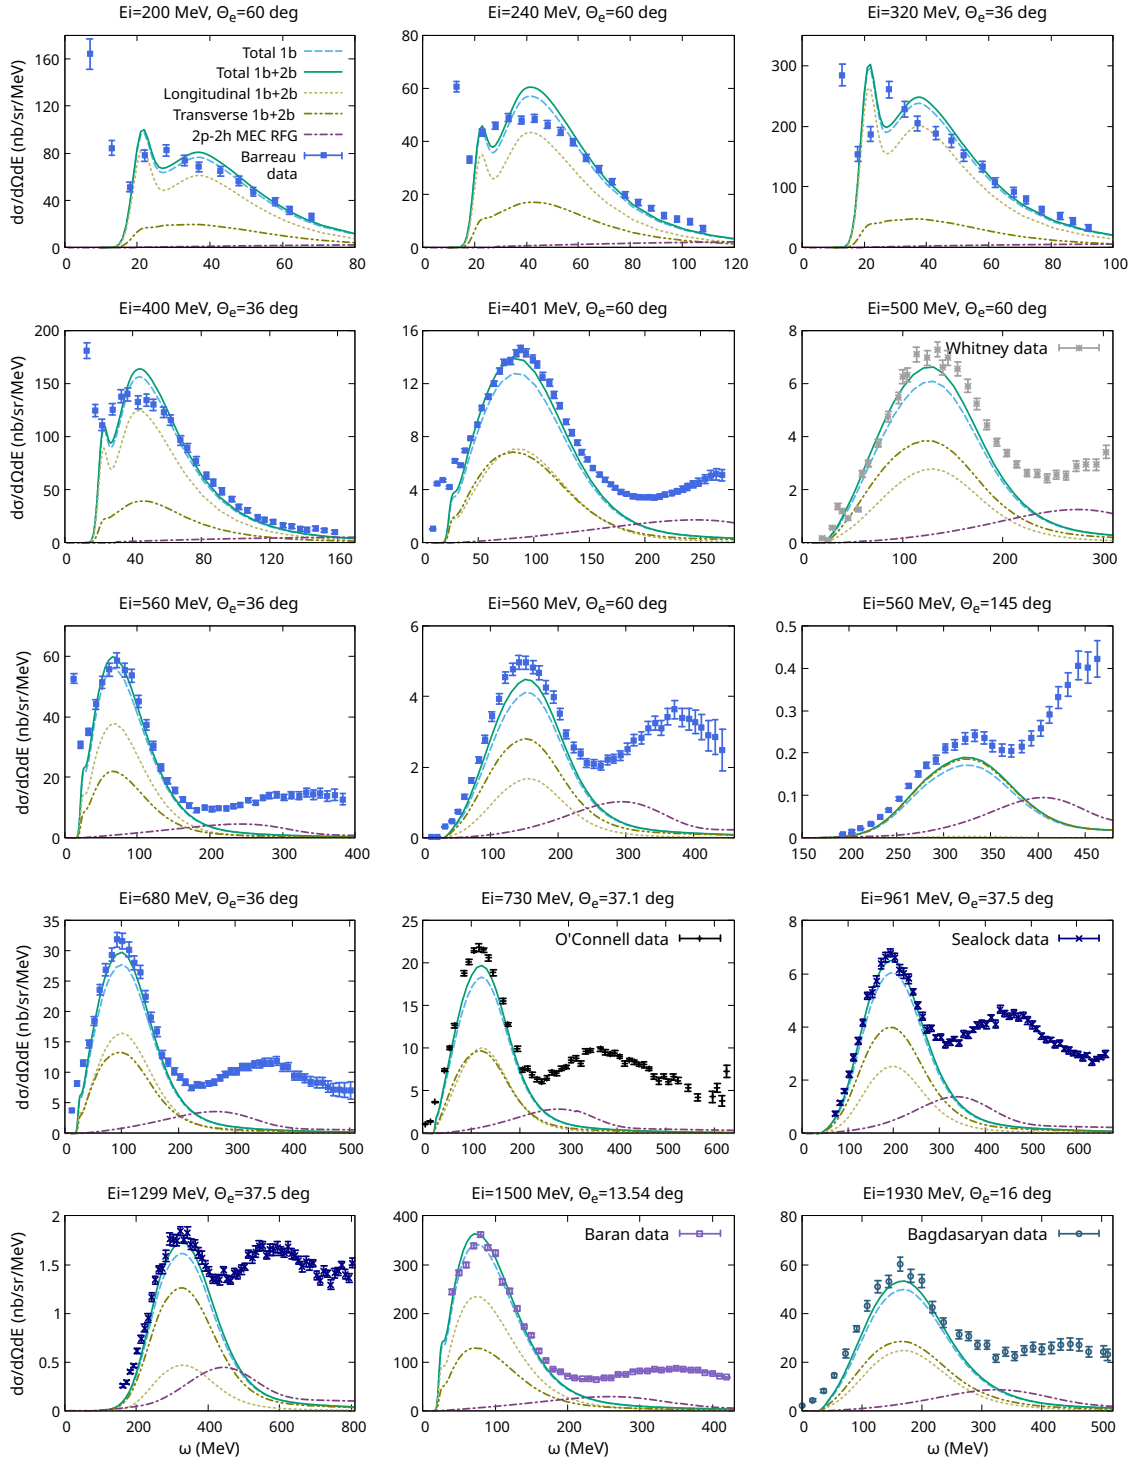 Ei=200 MeV, Θe=60 deg
Ei=240 MeV, Θe=60 deg
Ei=320 MeV, Θe=36 deg
dσ/dΩdE (nb/sr/MeV)
160
120
80
40
0
0 20 40 60 80
Total 1b
Total 1b+2b
Longitudinal 1b+2b
Transverse 1b+2b
2p-2h MEC RFG
Barreau
data
80
60
40
20
0
0 20 40 60 80 100 120
300
200
100
0
0 20 40 60 80 100
Ei=400 MeV, Θe=36 deg
Ei=401 MeV, Θe=60 deg
Ei=500 MeV, Θe=60 deg
dσ/dΩdE (nb/sr/MeV)
200
150
100
50
0
0 40 80 120 160
16
14
12
10
8
6
4
2
0
0 50 100 150 200 250
8
6
4
2
0
0 100 200 300
Whitney data
Ei=560 MeV, Θe=36 deg
Ei=560 MeV, Θe=60 deg
Ei=560 MeV, Θe=145 deg
dσ/dΩdE (nb/sr/MeV)
60
40
20
0
0 100 200 300 400
6
4
2
0
0 100 200 300 400
0.5
0.4
0.3
0.2
0.1
0
150 200 250 300 350 400 450
Ei=680 MeV, Θe=36 deg
Ei=730 MeV, Θe=37.1 deg
Ei=961 MeV, Θe=37.5 deg
dσ/dΩdE (nb/sr/MeV)
35
30
25
20
15
10
5
0
0 100 200 300 400 500
25
20
15
10
5
0
0 100 200 300 400 500 600
O'Connell data
8
6
4
2
0
0 100 200 300 400 500 600
Sealock data
Ei=1299 MeV, Θe=37.5 deg
Ei=1500 MeV, Θe=13.54 deg
Ei=1930 MeV, Θe=16 deg
dσ/dΩdE (nb/sr/MeV)
2
1.5
1
0.5
0
0 200 400 600 800
ω (MeV)
400
300
200
100
0
0 100 200 300 400
Baran data
ω (MeV)
80
60
40
20
0
0 100 200 300 400 500
Bagdasaryan data
ω (MeV)